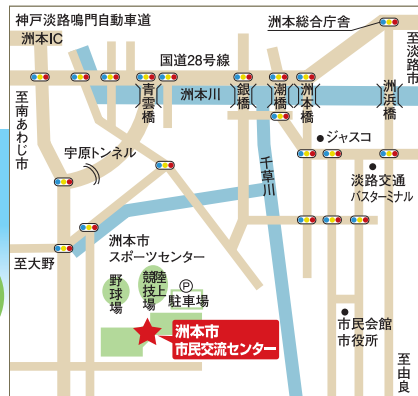 神戸淡路鳴門自動車道
洲本IC
洲本総合庁舎
至淡路市
国道28号線
青雲橋
洲本川
銀橋
潮橋
洲本橋
洲浜橋
至南あわじ市
ジャスコ
宇原トンネル
千草川
淡路交通
バスターミナル
洲本市
スポーツセンター
至大野
野球場
陸上
競技場
P
駐車場
洲本市
市民交流センター
市民会館
市役所
至由良